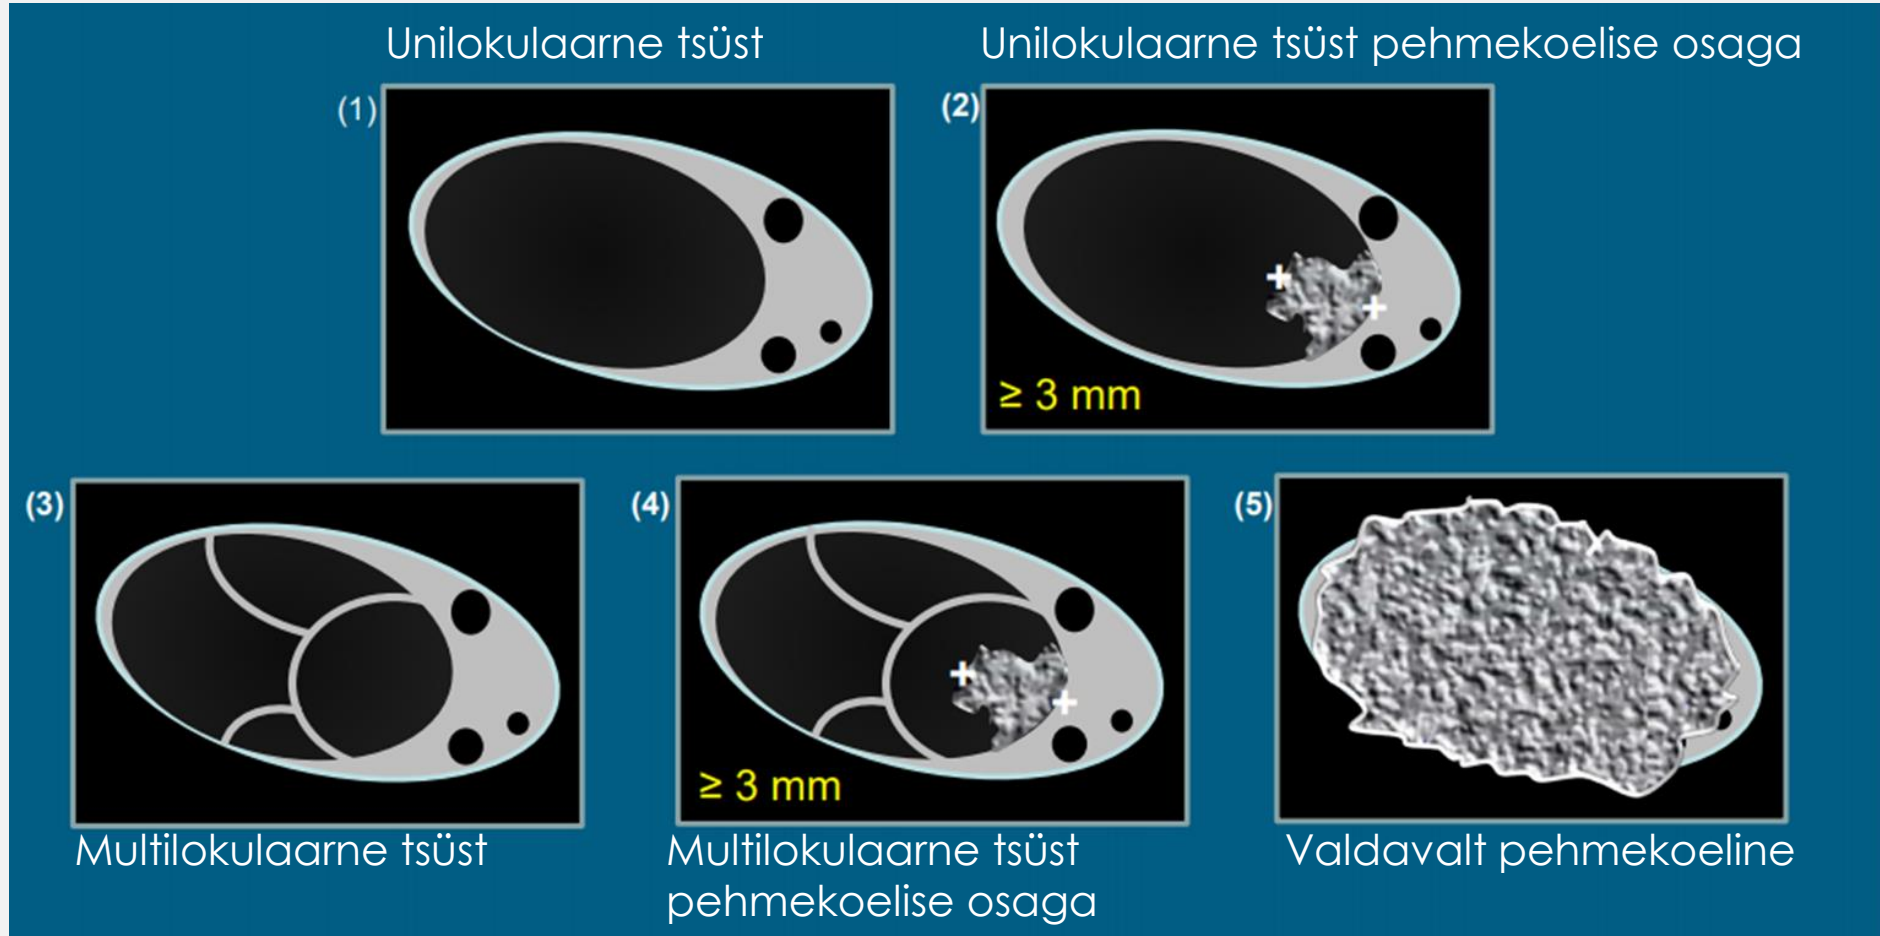 Unilokulaarne tsüst
Unilokulaarne tsüst pehmekoelise osaga
(1)
(2)
≥ 3 mm
(3)
(4)
(5)
≥ 3 mm
Multilokulaarne tsüst
Multilokulaarne tsüst
pehmekoelise osaga
Valdavalt pehmekoeline